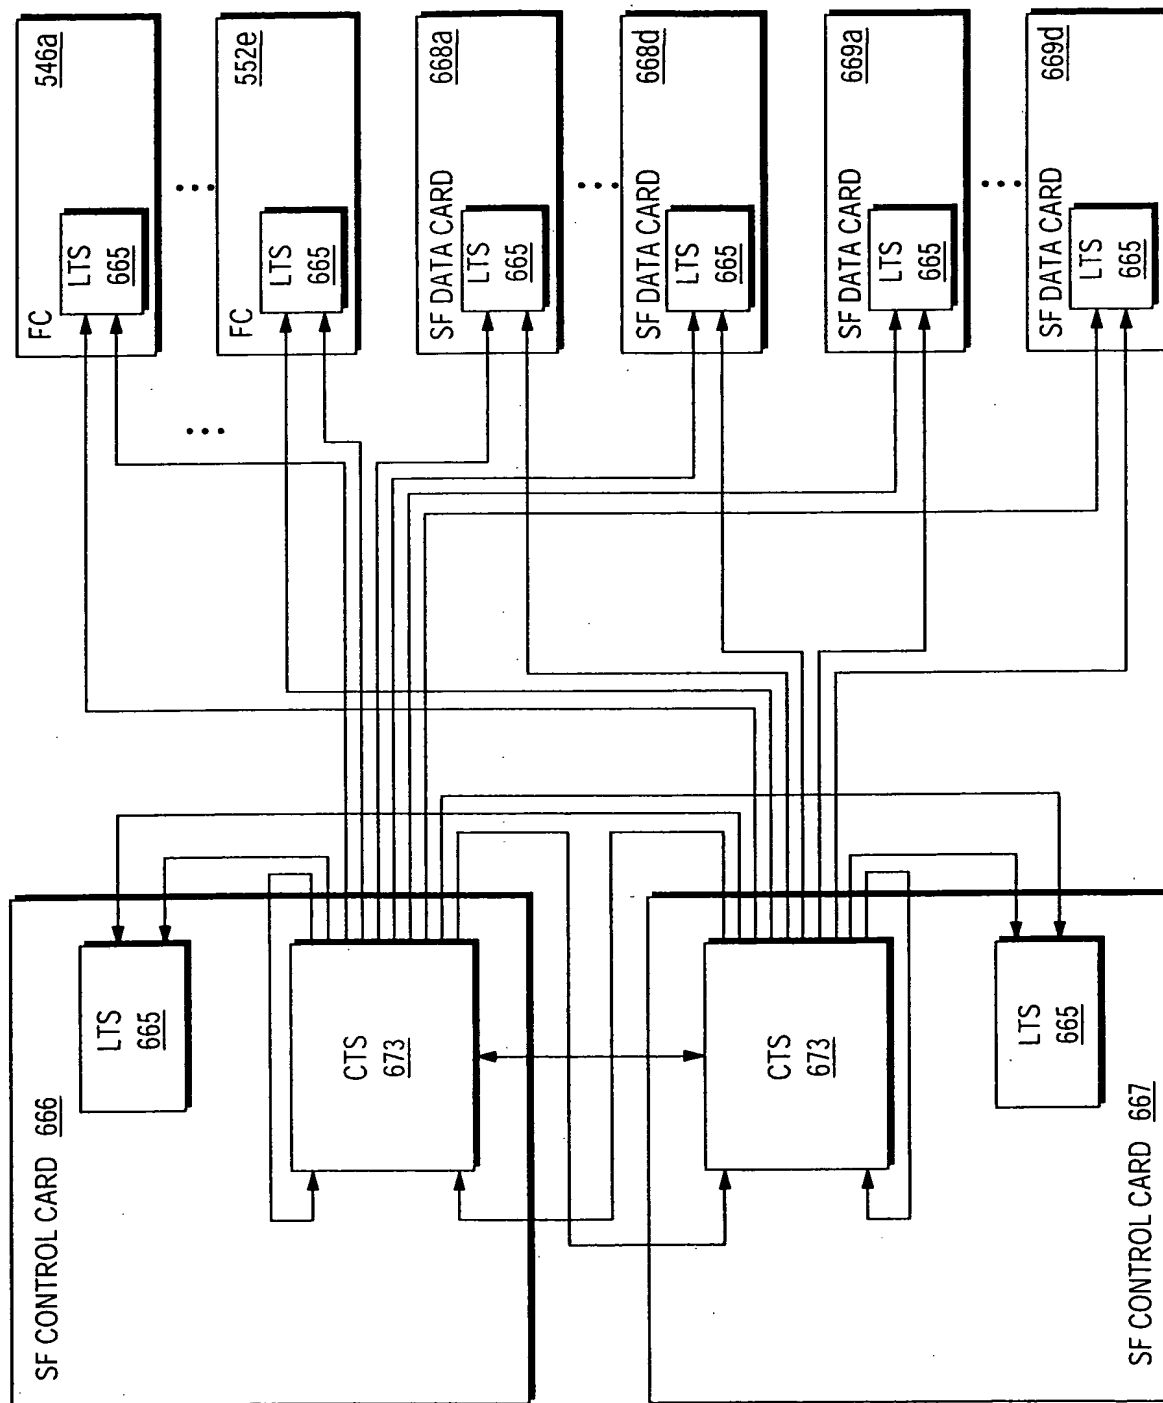 SF CONTROL CARD 666
LTS
665
CTS
673
SF CONTROL CARD 667
CTS
673
LTS
665
FC
546a
LTS
665
• • •
FC
552e
LTS
665
• • •
SF DATA CARD
668a
LTS
665
• • •
SF DATA CARD
668d
LTS
665
SF DATA CARD
669a
LTS
665
• • •
SF DATA CARD
669d
LTS
665